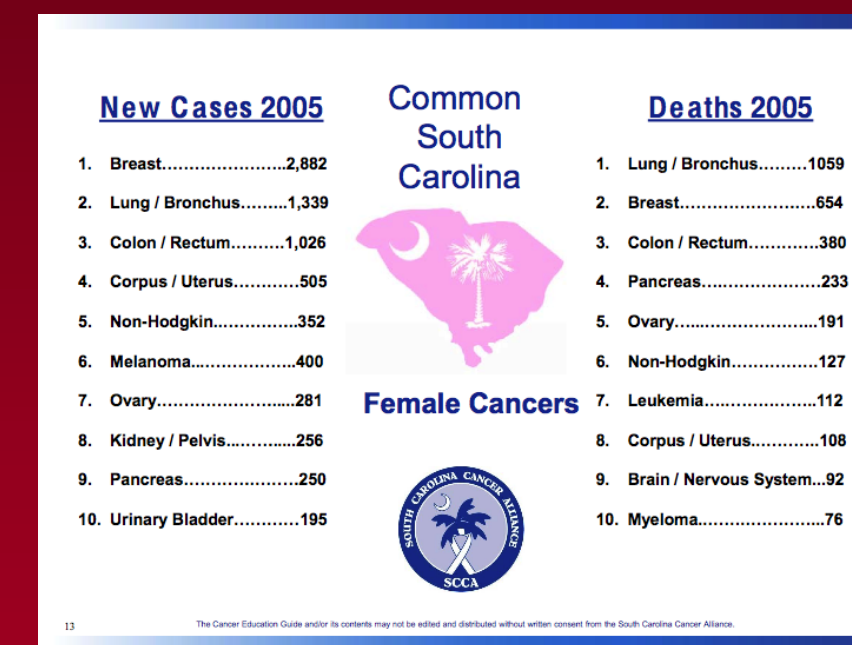 New Cases 2005
1. Breast…………………..2,882
2. Lung / Bronchus……...1,339
3. Colon / Rectum……….1,026
4. Corpus / Uterus…………505
5. Non-Hodgkin..…………..352
6. Melanoma...……………..400
7. Ovary………………….....281
8. Kidney / Pelvis...…….....256
9. Pancreas…………………250
10. Urinary Bladder…………195
Common
South
Carolina
Female Cancers
SOUTH CAROLINA CANCER ALLIANCE
SCCA
Deaths 2005
1. Lung / Bronchus………1059
2. Breast…………………….654
3. Colon / Rectum………….380
4. Pancreas….………………233
5. Ovary…...………………...191
6. Non-Hodgkin…………….127
7. Leukemia….……………..112
8. Corpus / Uterus.………...108
9. Brain / Nervous System...92
10. Myeloma..…………………...76
13
The Cancer Education Guide and/or its contents may not be edited and distributed without written consent from the South Carolina Cancer Alliance.